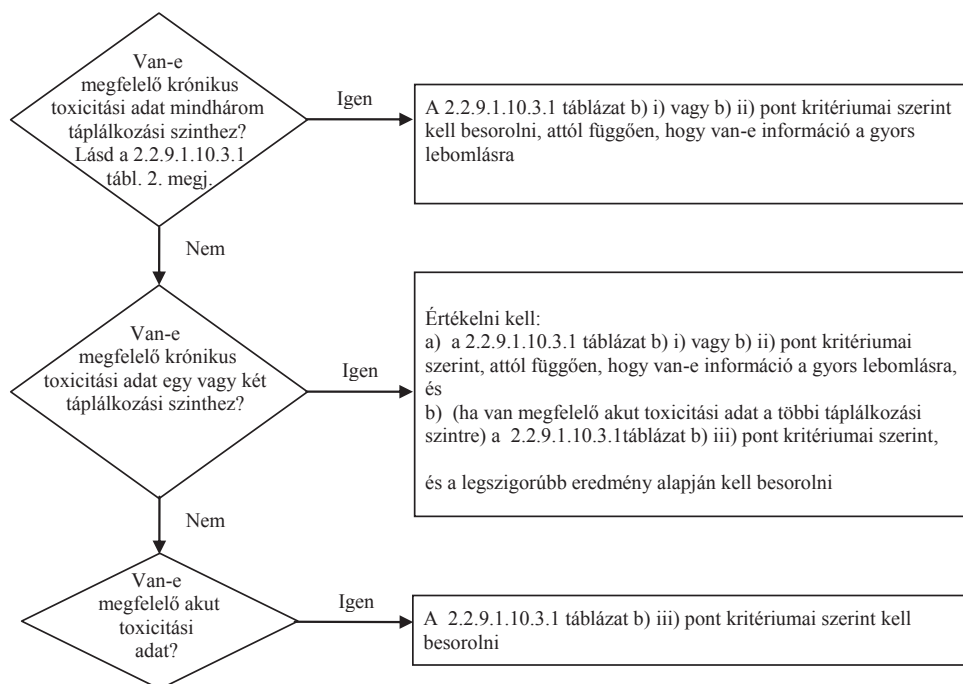 Van-e
megfelelő krónikus
toxicitási adat mindhárom
táplálkozási szinthez?
Lásd a 2.2.9.1.10.3.1
tábl. 2. megj.
Igen
A 2.2.9.1.10.3.1 táblázat b) i) vagy b) ii) pont kritériumai szerint
kell besorolni, attól függően, hogy van-e információ a gyors
lebomlásra
Nem
Van-e
megfelelő krónikus
toxicitási adat egy vagy két
táplálkozási szinthez?
Igen
Értékelni kell:
a) a 2.2.9.1.10.3.1 táblázat b) i) vagy b) ii) pont kritériumai
szerint, attól függően, hogy van-e információ a gyors lebomlásra,
és
b) (ha van megfelelő akut toxicitási adat a többi táplálkozási
szintre) a 2.2.9.1.10.3.1táblázat b) iii) pont kritériumai szerint,
és a legszigorúbb eredmény alapján kell besorolni
Nem
Van-e
megfelelő akut
toxicitási
adat?
Igen
A 2.2.9.1.10.3.1 táblázat b) iii) pont kritériumai szerint kell
besorolni